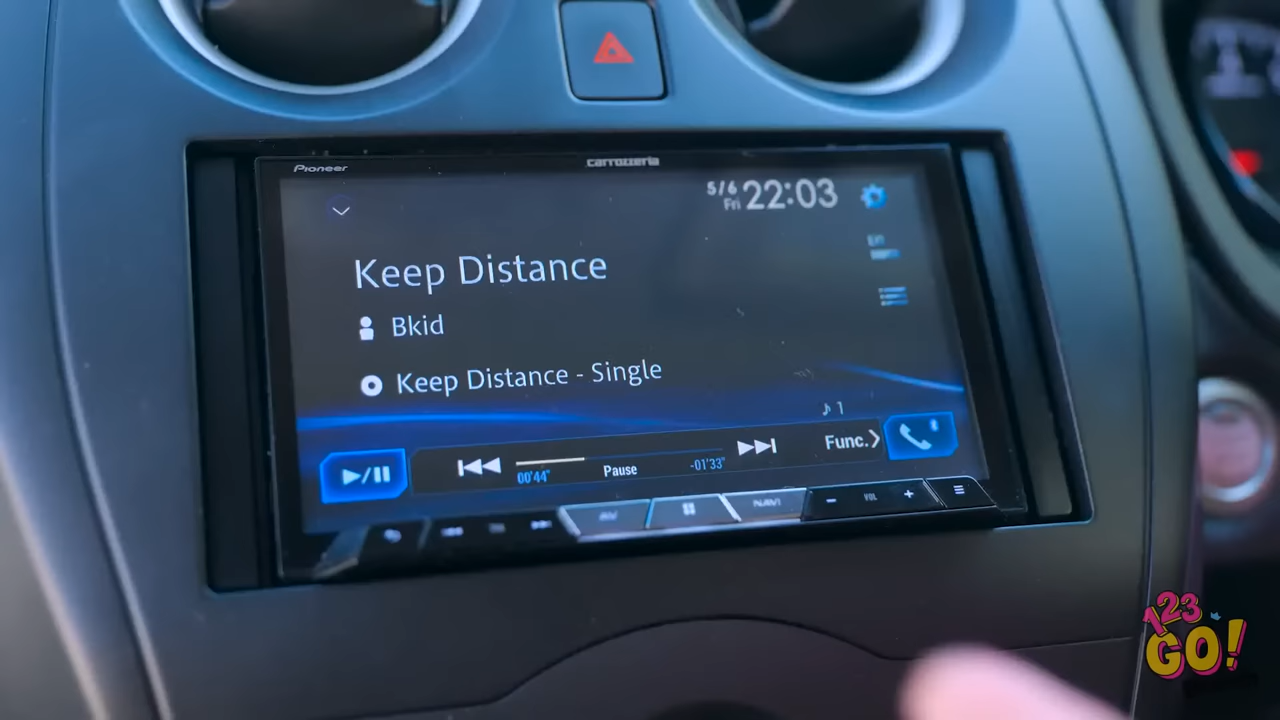 Pioneer
carrozzeria
5/6
Fri 22:03
Keep Distance
Bkid
Keep Distance - Single
♪ 1
00'44" Pause -01'33" Func.
AV NAVI - VOL +
123
GO!